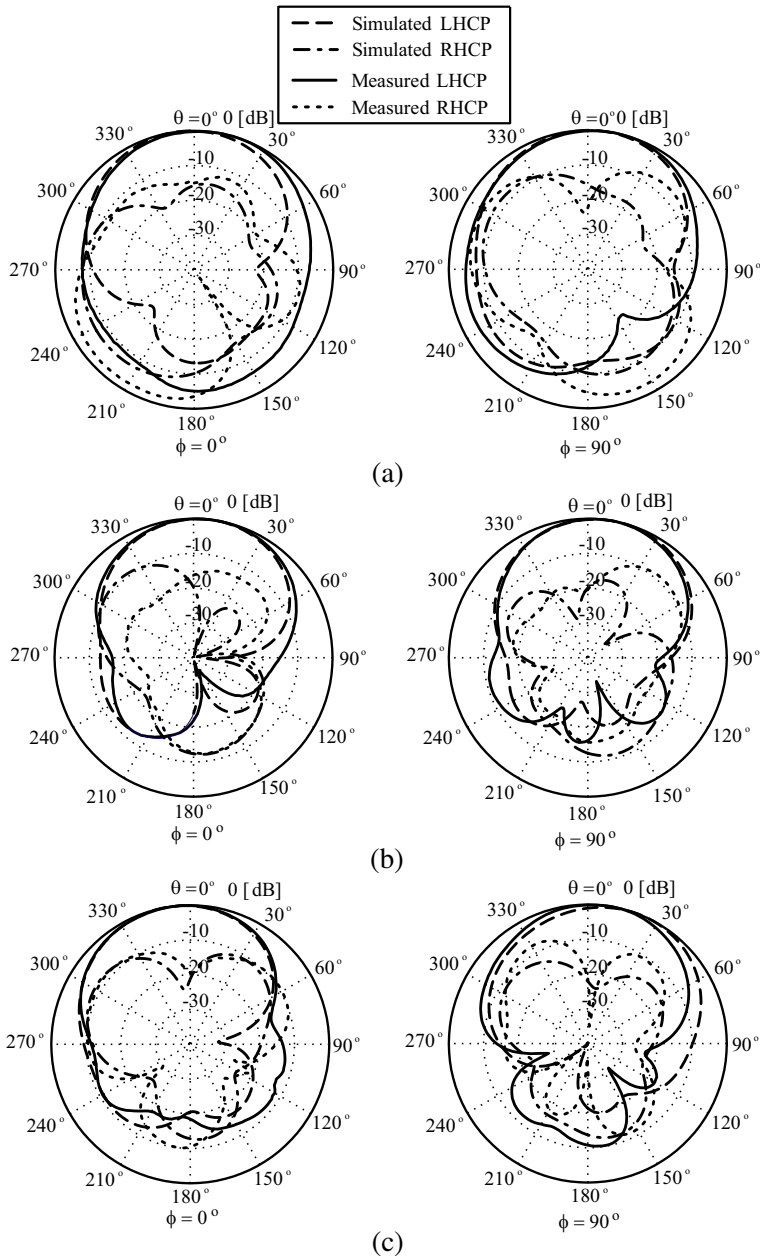 Simulated LHCP
Simulated RHCP
Measured LHCP
Measured RHCP
θ = 0° 0 [dB]
330° 30°
-10
300° 60°
-20
-30
270° 90°
240° 120°
210° 150°
180°
ϕ = 0°
θ = 0° 0 [dB]
330° 30°
-10
300° 60°
-20
-30
270° 90°
240° 120°
210° 150°
180°
ϕ = 90°
(a)
θ = 0° 0 [dB]
330° 30°
-10
300° 60°
-20
-30
270° 90°
240° 120°
210° 150°
180°
ϕ = 0°
θ = 0° 0 [dB]
330° 30°
-10
300° 60°
-20
-30
270° 90°
240° 120°
210° 150°
180°
ϕ = 90°
(b)
θ = 0° 0 [dB]
330° 30°
-10
300° 60°
-20
-30
270° 90°
240° 120°
210° 150°
180°
ϕ = 0°
θ = 0° 0 [dB]
330° 30°
-10
300° 60°
-20
-30
270° 90°
240° 120°
210° 150°
180°
ϕ = 90°
(c)